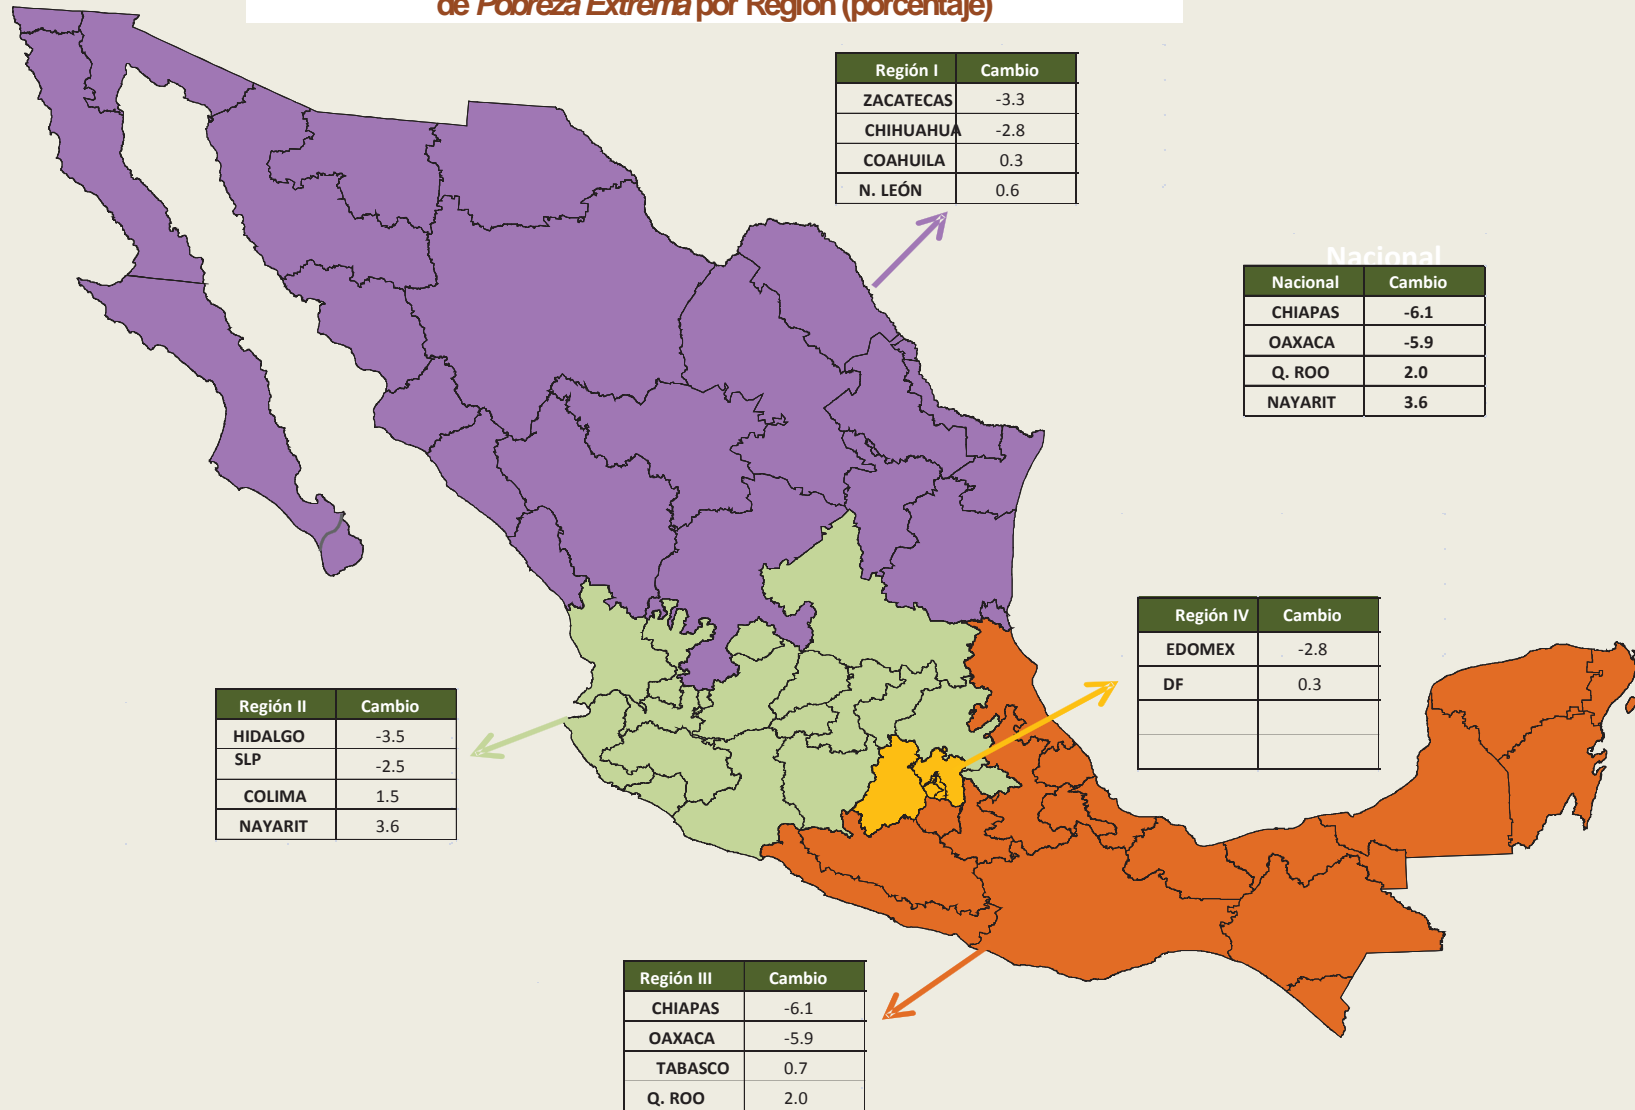 de Pobreza Extrema por Región (porcentaje)
Región I Cambio
ZACATECAS -3.3
CHIHUAHUA -2.8
COAHUILA 0.3
N. LEÓN 0.6
Nacional
Nacional Cambio
CHIAPAS -6.1
OAXACA -5.9
Q. ROO 2.0
NAYARIT 3.6
Región IV Cambio
EDOMEX -2.8
DF 0.3
Región II Cambio
HIDALGO -3.5
SLP -2.5
COLIMA 1.5
NAYARIT 3.6
Región III Cambio
CHIAPAS -6.1
OAXACA -5.9
TABASCO 0.7
Q. ROO 2.0